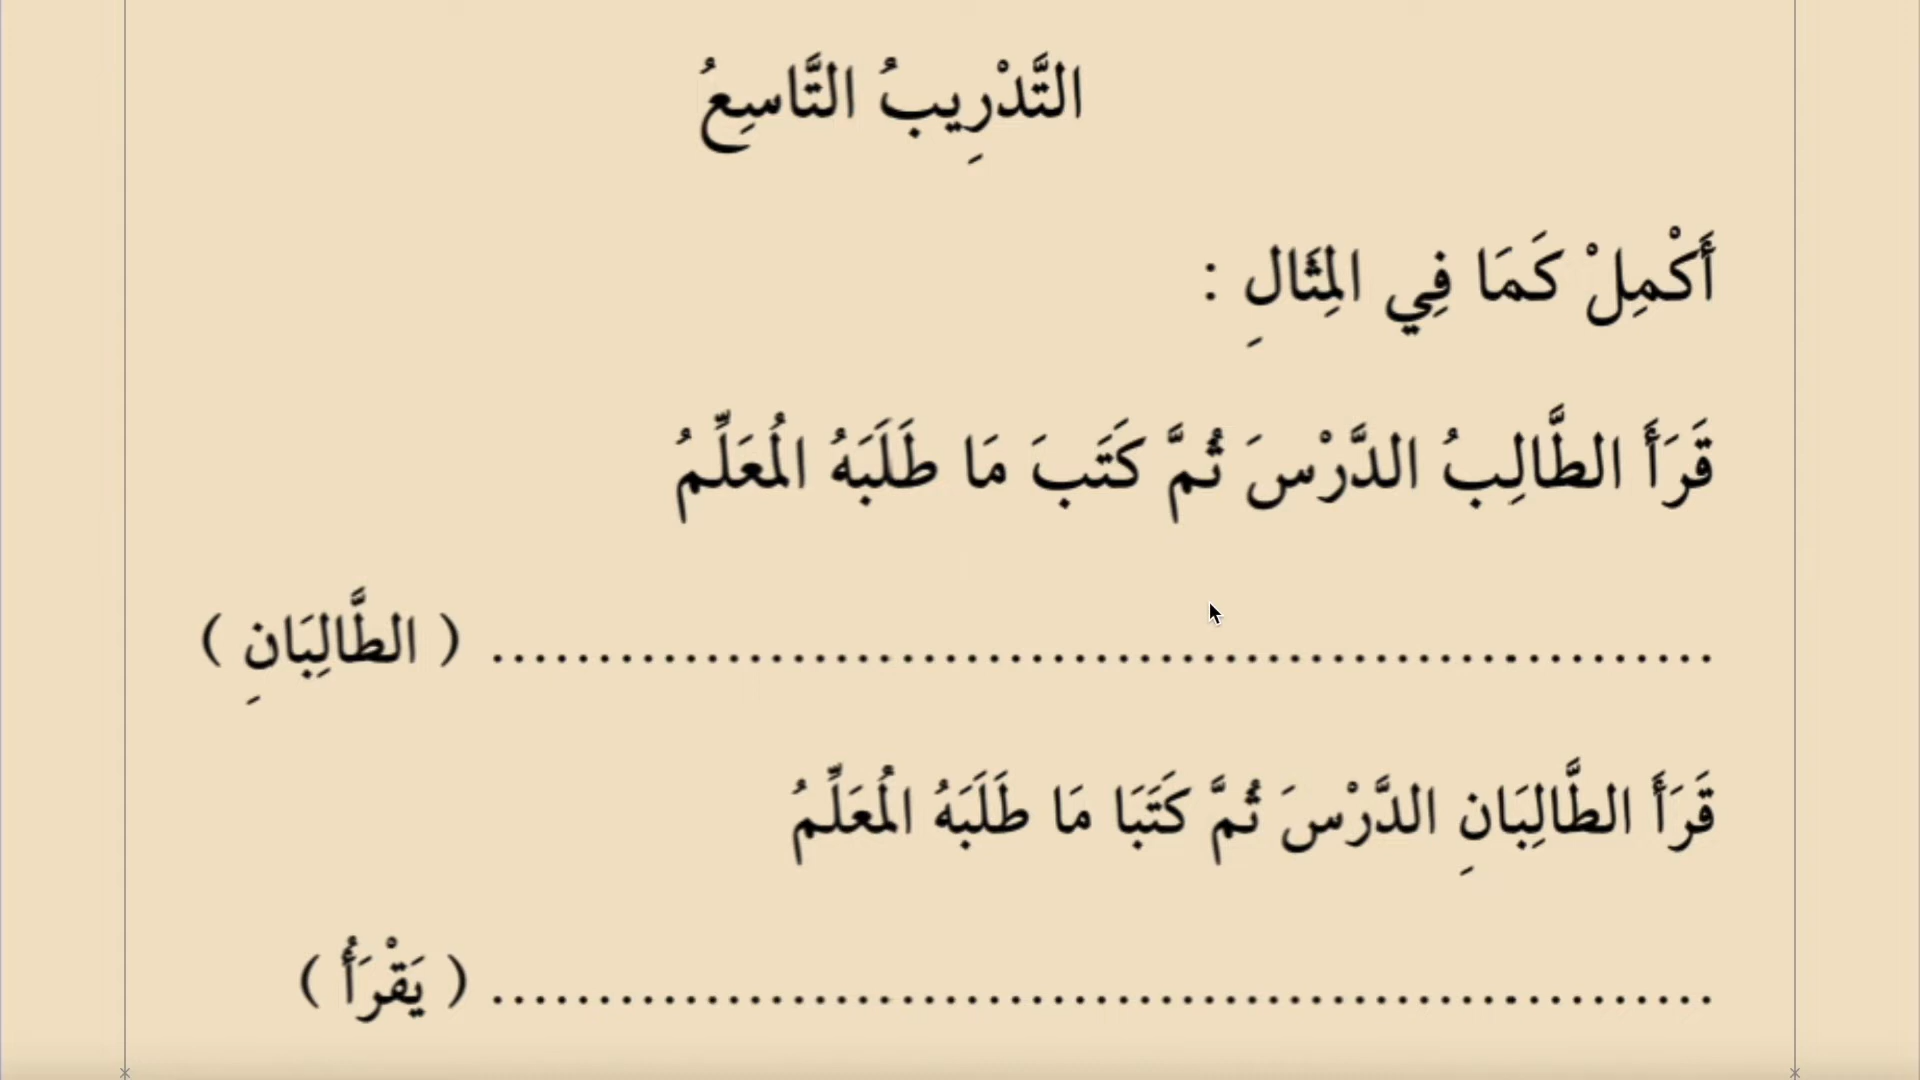 التَّدْرِيبُ التَّاسِعُ
أَكْمِلْ كَمَا فِي المِثَالِ :
قَرَأَ الطَّالِبُ الدَّرْسَ ثُمَّ كَتَبَ مَا طَلَبَهُ المُعَلِّمُ
......................................................... ( الطَّالِبَانِ )
قَرَأَ الطَّالِبَانِ الدَّرْسَ ثُمَّ كَتَبَا مَا طَلَبَهُ المُعَلِّمُ
......................................................... ( يَقْرَأُ )